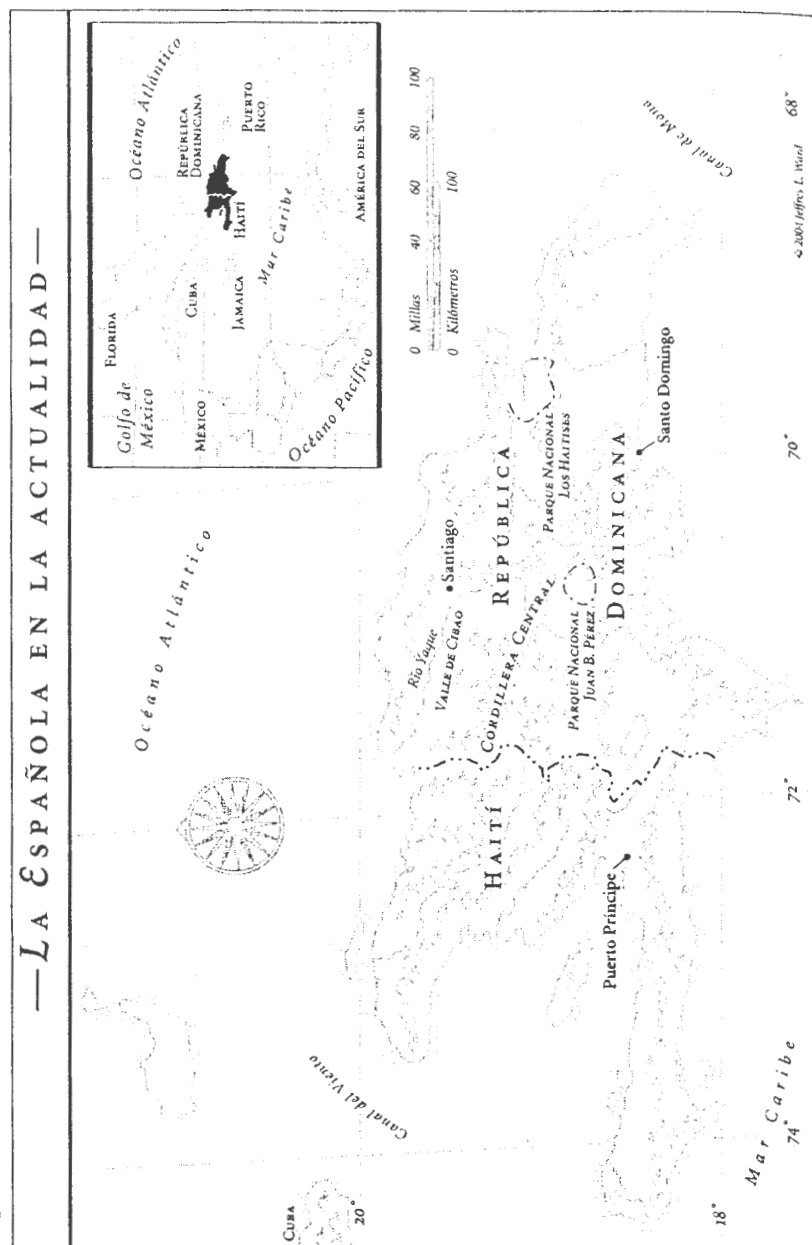 —LA ESPAÑOLA EN LA ACTUALIDAD—
Océano Atlántico
Golfo de
México
FLORIDA
Océano Atlántico
MÉXICO
CUBA
REPÚBLICA
DOMINICANA
JAMAICA
HAITÍ
PUERTO
RICO
Mar Caribe
Océano Pacífico
AMÉRICA DEL SUR
0 Millas 40 60 80 100
0 Kilómetros 100
CUBA
Canal del Viento
20°
Río Yaque
VALLE DE CIBAO
Santiago
HAITÍ
CORDILLERA CENTRAL
REPÚBLICA
PARQUE NACIONAL
LOS HAITISES
PARQUE NACIONAL
JUAN B. PÉREZ
DOMINICANA
Puerto Príncipe
Santo Domingo
Canal de Mona
18°
Mar Caribe
74°
72°
70°
68°
© 2004 Jeffrey L. Ward